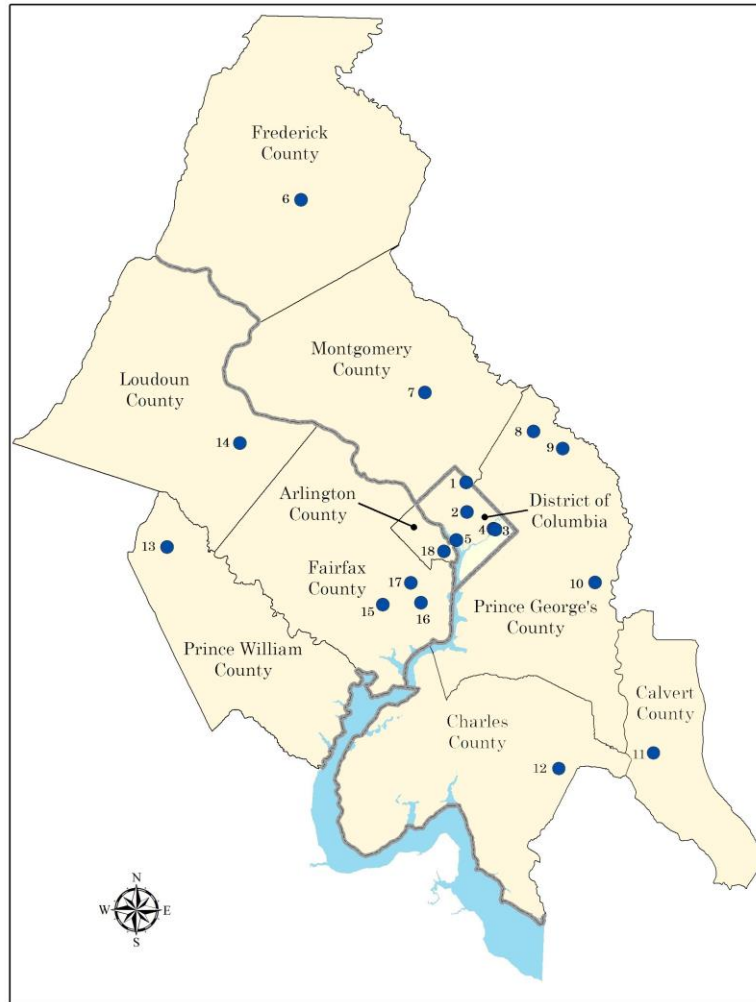 Frederick
County
6
Montgomery
County
Loudoun
County
7
8
9
14
1
Arlington
County
2
District of
Columbia
4
3
5
18
13
Fairfax
County
17
10
15
16
Prince George's
County
Prince William
County
Calvert
County
Charles
County
11
12
N
W
E
S